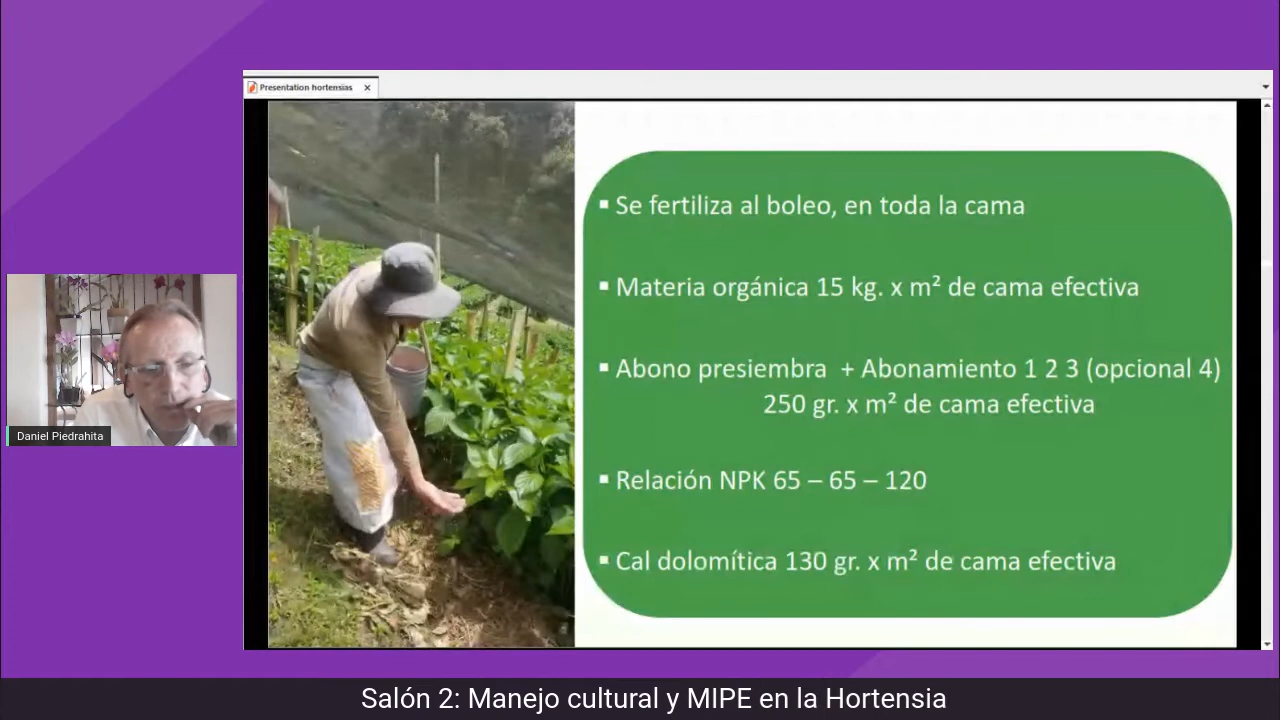 Presentation hortensias
Se fertiliza al boleo, en toda la cama
Materia orgánica 15 kg. x m² de cama efectiva
Abono presiembra + Abonamiento 1 2 3 (opcional 4)
250 gr. x m² de cama efectiva
Relación NPK 65 – 65 – 120
Cal dolomítica 130 gr. x m² de cama efectiva
Daniel Piedrahita
Salón 2: Manejo cultural y MIPE en la Hortensia